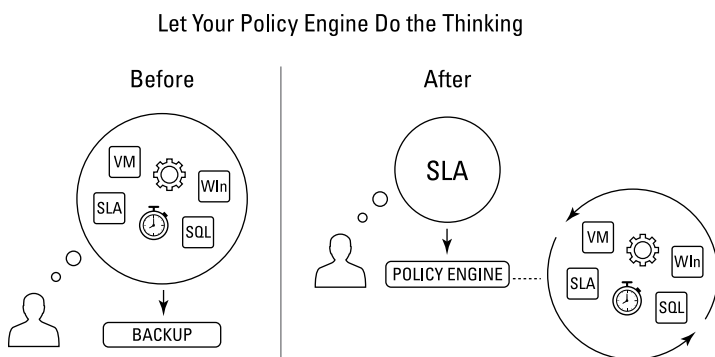 Let Your Policy Engine Do the Thinking
Before
VM
WIn
SLA
SQL
BACKUP
After
SLA
POLICY ENGINE
VM
WIn
SLA
SQL